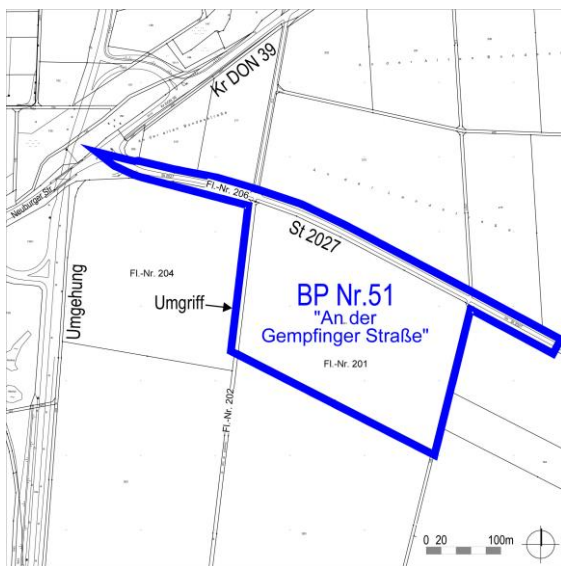 Kr DON 39
Neuburger Str.
Fl.-Nr. 206
St 2027
Fl.-Nr. 204
Umgehung
Umgriff
BP Nr.51
"An der
Gempfinger Straße"
Fl.-Nr. 201
Fl.-Nr. 202
0 20 100m